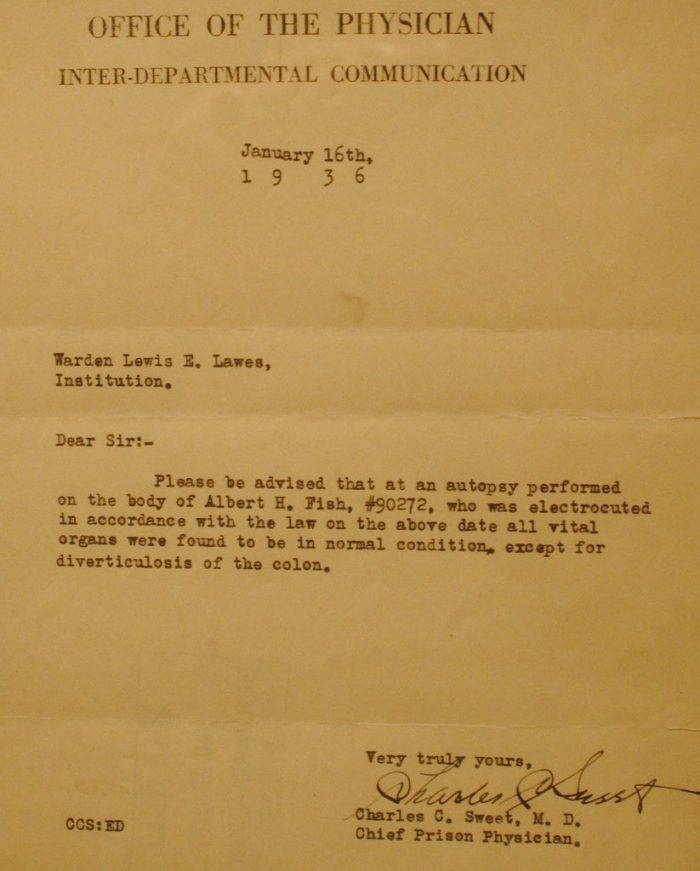 OFFICE OF THE PHYSICIAN
INTER-DEPARTMENTAL COMMUNICATION
January 16th,
1 9 3 6
Warden Lewis E. Lawes,
Institution.
Dear Sir:-
Please be advised that at an autopsy performed
on the body of Albert H. Fish, #90272, who was electrocuted
in accordance with the law on the above date all vital
organs were found to be in normal condition, except for
diverticulosis of the colon.
Very truly yours,
Charles C Sweet
Charles C. Sweet, M. D.
Chief Prison Physician.
CCS:ED